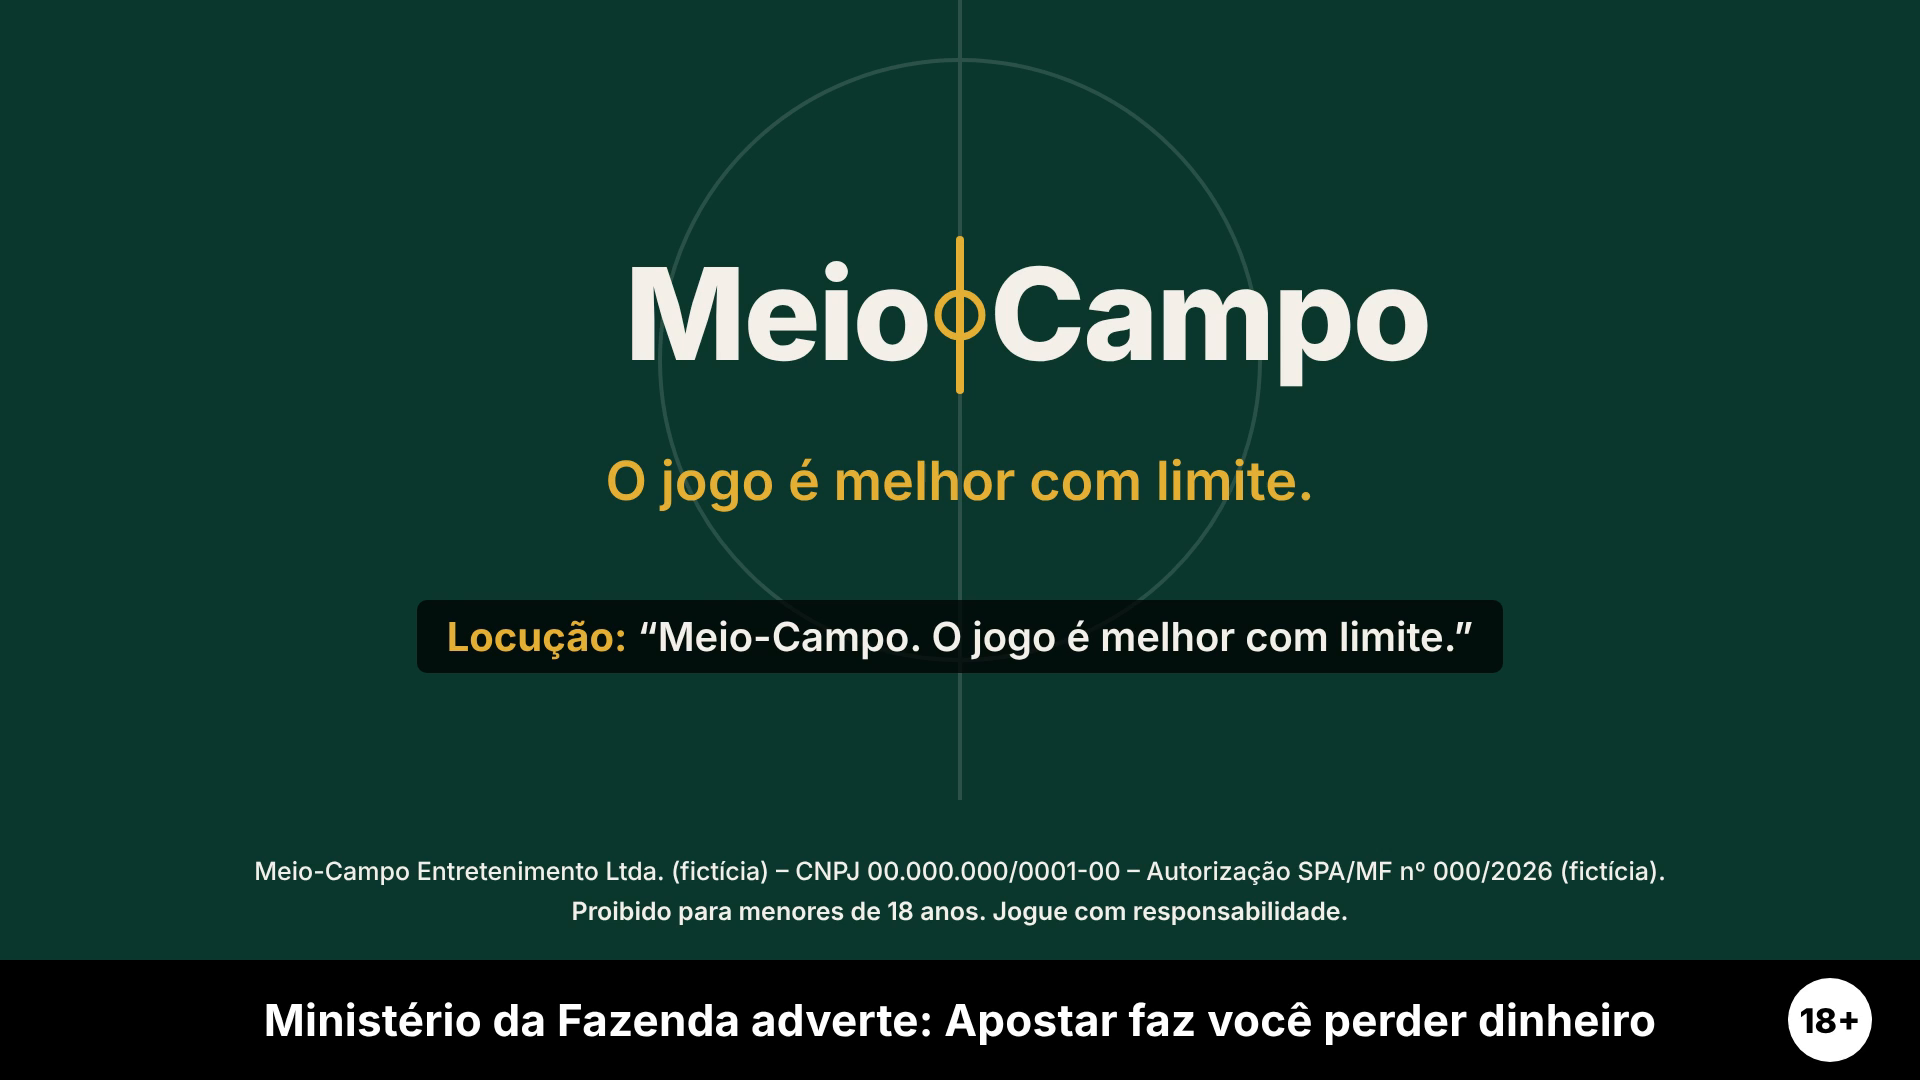 Meio Campo
O jogo é melhor com limite.
Locução: “Meio-Campo. O jogo é melhor com limite.”
Meio-Campo Entretenimento Ltda. (fictícia) – CNPJ 00.000.000/0001-00 – Autorização SPA/MF nº 000/2026 (fictícia).
Proibido para menores de 18 anos. Jogue com responsabilidade.
Ministério da Fazenda adverte: Apostar faz você perder dinheiro
18+